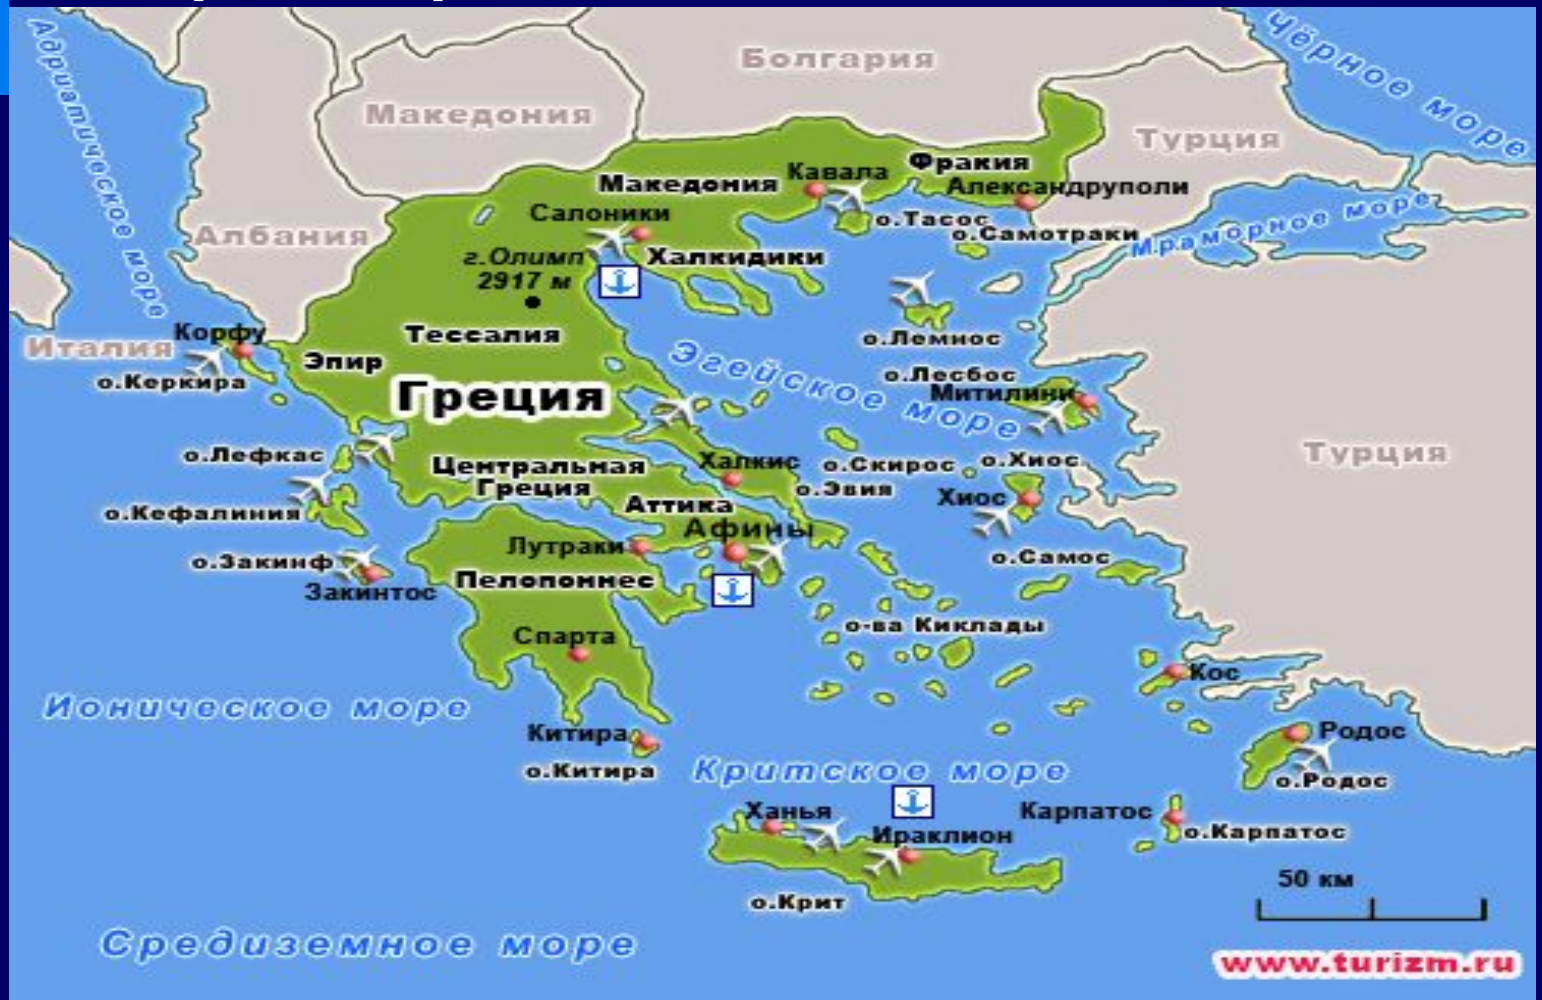 Чёрное море
Адриатическое море
Болгария
Македония
Турция
Фракия
Кавала
Македония
Александруполи
Салоники
о.Тасос
о.Самотраки
Мраморное море
Албания
г.Олимп
2917 м
Халкидики
Корфу
Тессалия
о.Лемнос
Италия
Эпир
Эгейское море
о.Керкира
о.Лесбос
Митилини
Греция
о.Лефкас
Центральная
Греция
Халкис
о.Скирос
о.Хиос
Турция
о.Эвия
Хиос
о.Кефалиния
Аттика
Афины
Лутраки
о.Закинф
о.Самос
Закинтос
Пелопоннес
о-ва Киклады
Спарта
Кос
Ионическое море
Китира
Родос
о.Китира
Критское море
о.Родос
Ханья
Карпатос
Ираклион
о.Карпатос
50 км
о.Крит
Средиземное море
www.turizm.ru